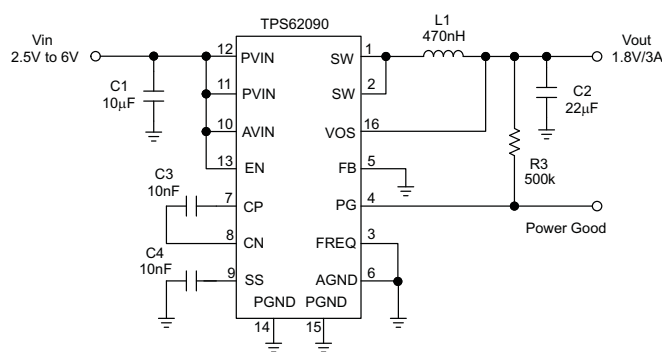 TPS62090
L1
470nH
Vin
2.5V to 6V
Vout
1.8V/3A
12
PVIN
SW
1
C1
10μF
11
PVIN
SW
2
C2
22μF
10
AVIN
VOS
16
13
EN
FB
5
R3
500k
C3
10nF
7
CP
PG
4
Power Good
8
CN
FREQ
3
C4
10nF
9
SS
AGND
6
PGND
PGND
14
15